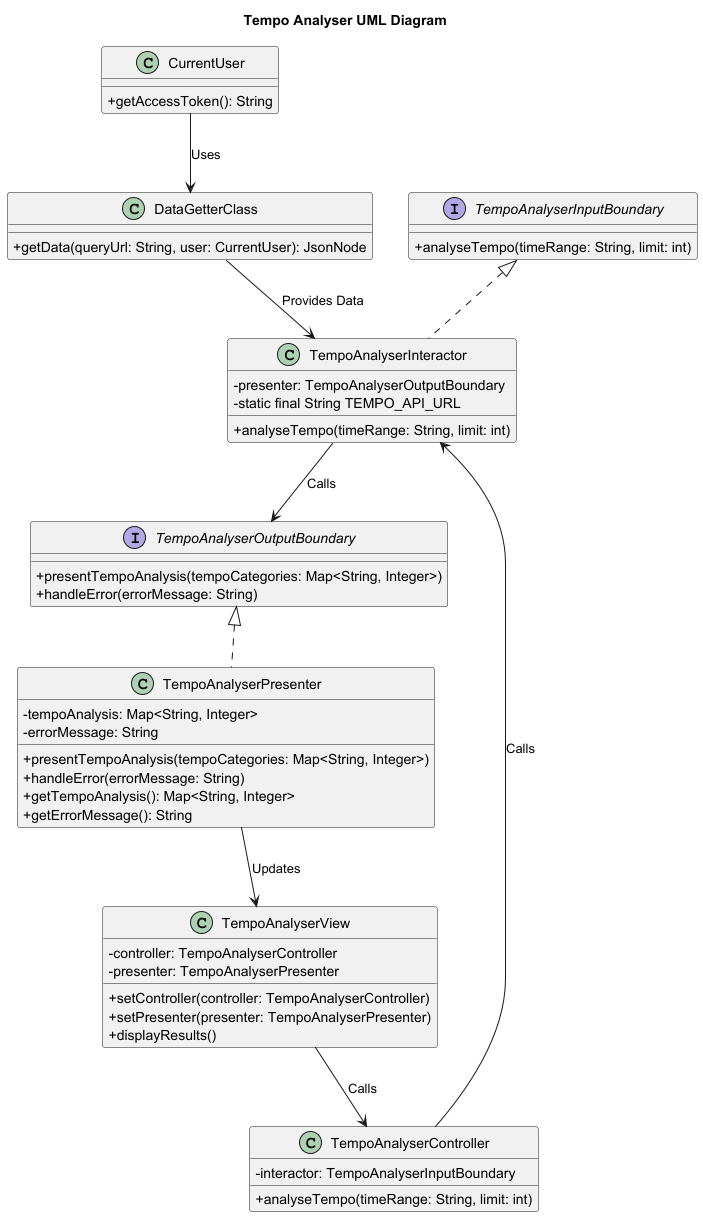 Tempo Analyser UML Diagram
C CurrentUser
+getAccessToken(): String
Uses
C DataGetterClass
+getData(queryUrl: String, user: CurrentUser): JsonNode
I TempoAnalyserInputBoundary
+analyseTempo(timeRange: String, limit: int)
Provides Data
C TempoAnalyserInteractor
-presenter: TempoAnalyserOutputBoundary
-static final String TEMPO_API_URL
+analyseTempo(timeRange: String, limit: int)
Calls
I TempoAnalyserOutputBoundary
+presentTempoAnalysis(tempoCategories: Map<String, Integer>)
+handleError(errorMessage: String)
C TempoAnalyserPresenter
-tempoAnalysis: Map<String, Integer>
-errorMessage: String
+presentTempoAnalysis(tempoCategories: Map<String, Integer>)
+handleError(errorMessage: String)
+getTempoAnalysis(): Map<String, Integer>
+getErrorMessage(): String
Calls
Updates
C TempoAnalyserView
-controller: TempoAnalyserController
-presenter: TempoAnalyserPresenter
+setController(controller: TempoAnalyserController)
+setPresenter(presenter: TempoAnalyserPresenter)
+displayResults()
Calls
C TempoAnalyserController
-interactor: TempoAnalyserInputBoundary
+analyseTempo(timeRange: String, limit: int)